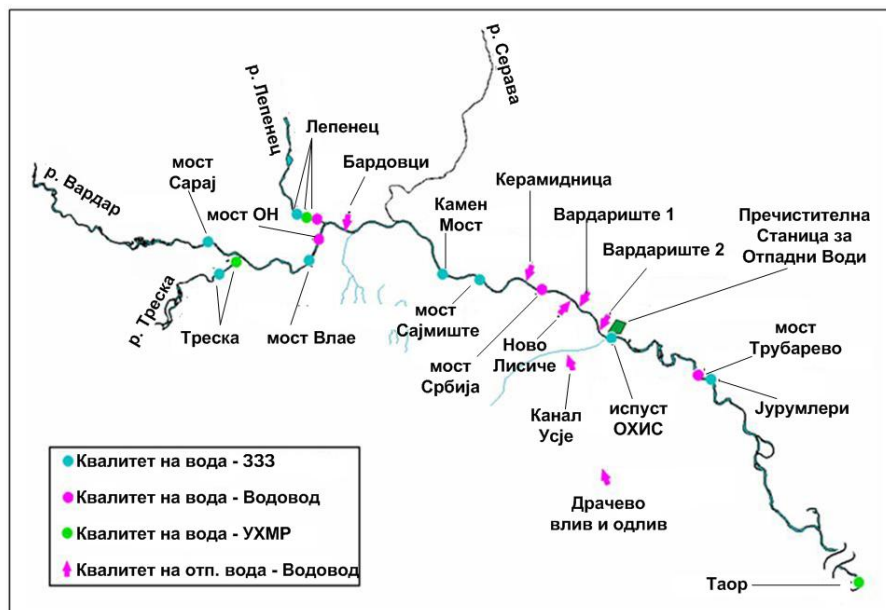 р. Серава
р. Лепенец
р. Вардар
мост
Сарај
Лепенец
Бардовци
мост ОН
Камен
Мост
Керамидница
Вардариште 1
Пречистителна
Станица за
Отпадни Води
Вардариште 2
р. Треска
Треска
мост Влае
мост
Сајмиште
мост
Србија
Ново
Лисиче
Канал
Усје
испуст
ОХИС
мост
Трубарево
Јурумлери
Драчево
влив и одлив
Таор
Квалитет на вода - ЗЗЗ
Квалитет на вода - Водовод
Квалитет на вода - УХМР
Квалитет на отп. вода - Водовод